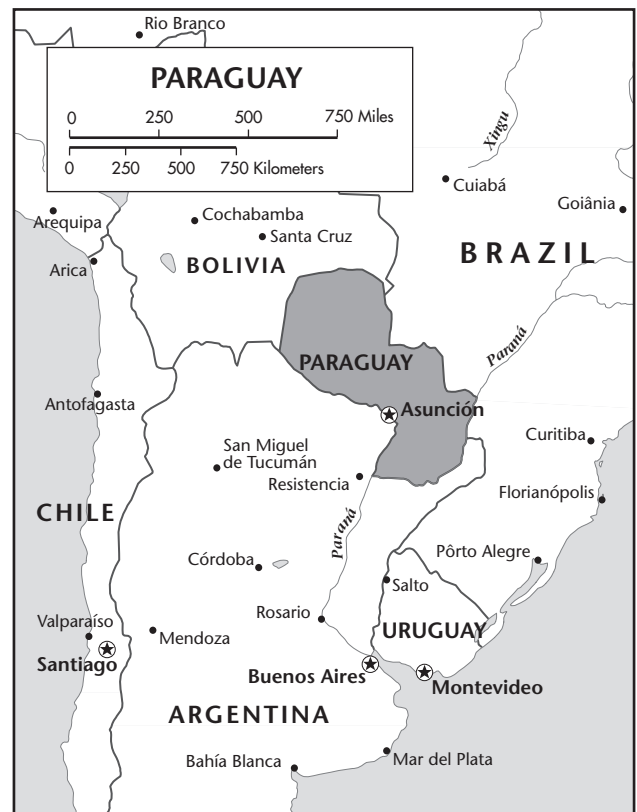 Rio Branco
PARAGUAY
0 250 500 750 Miles
0 250 500 750 Kilometers
Xingu
Cuiabá
Goiânia
Arequipa
Cochabamba
Santa Cruz
BRAZIL
Arica
BOLIVIA
Paraná
PARAGUAY
Antofagasta
Asunción
Curitiba
San Miguel
de Tucumán
Resistencia
Florianópolis
CHILE
Paraná
Pôrto Alegre
Córdoba
Salto
Valparaíso
Rosario
Mendoza
URUGUAY
Santiago
Buenos Aires
Montevideo
ARGENTINA
Bahía Blanca
Mar del Plata